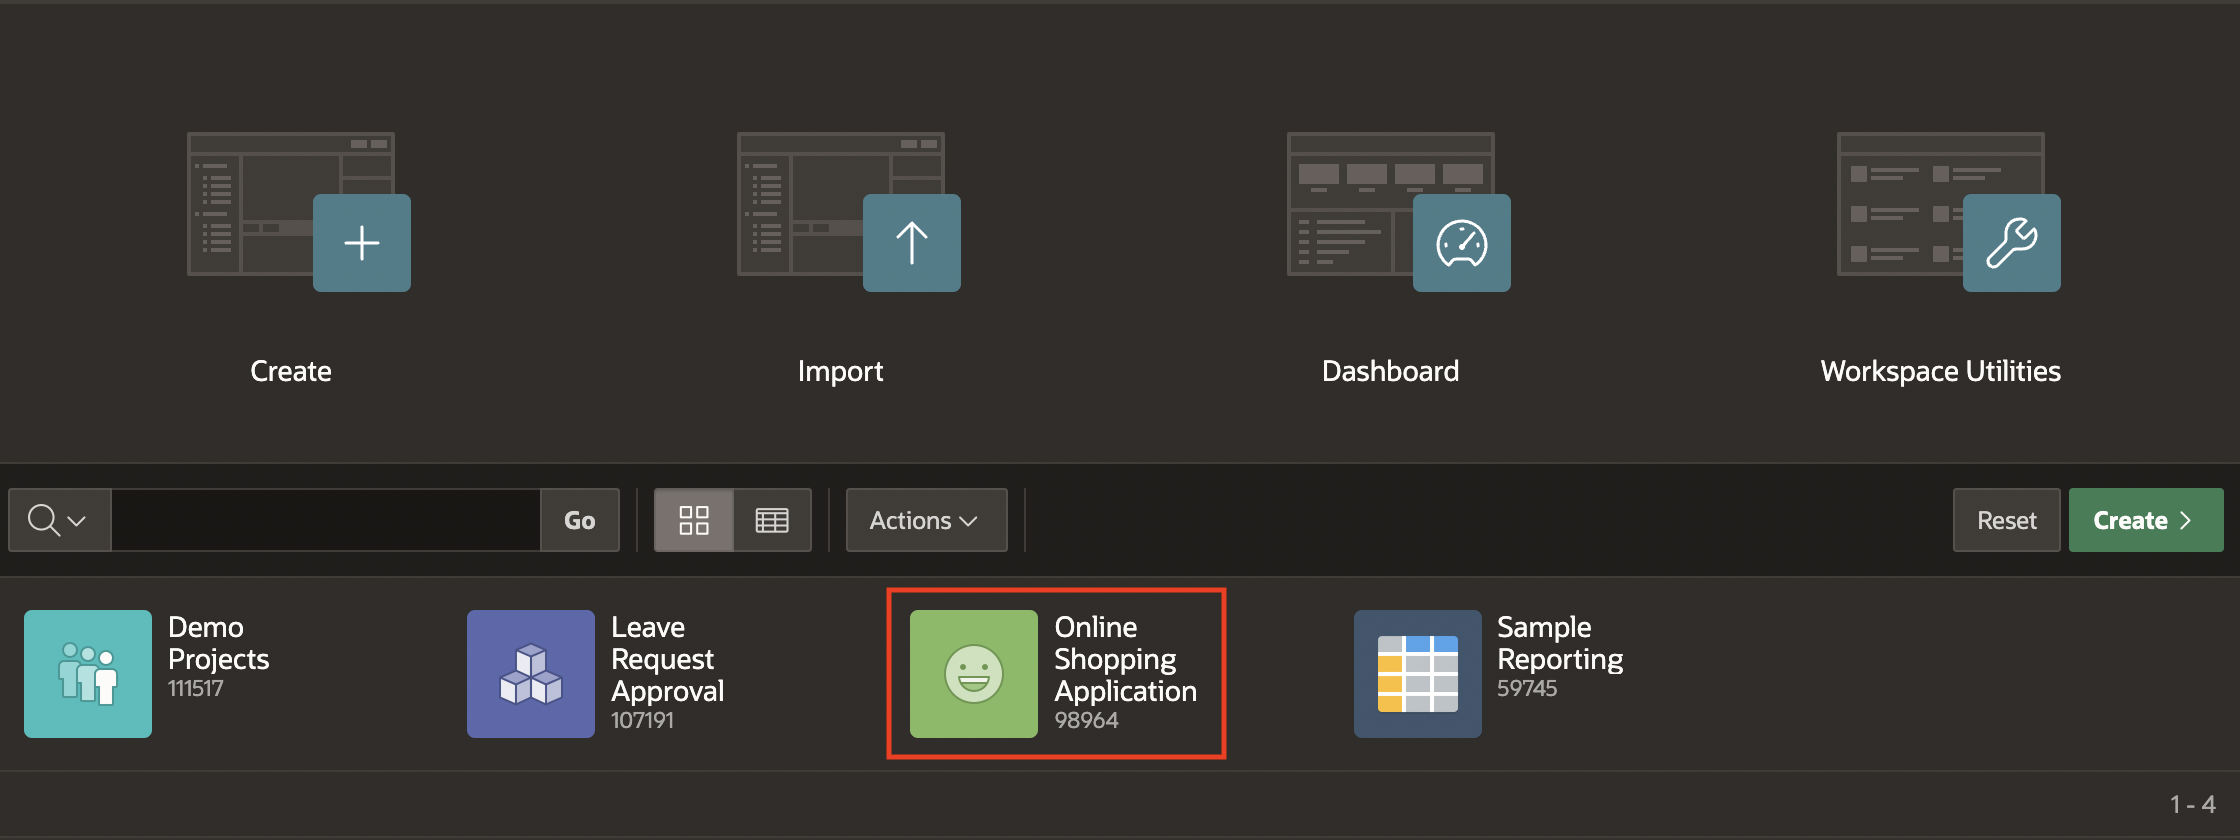 Create
Import
Dashboard
Workspace Utilities
Go
Actions
Reset
Create
Demo
Projects
111517
Leave
Request
Approval
107191
Online
Shopping
Application
98964
Sample
Reporting
59745
1 - 4